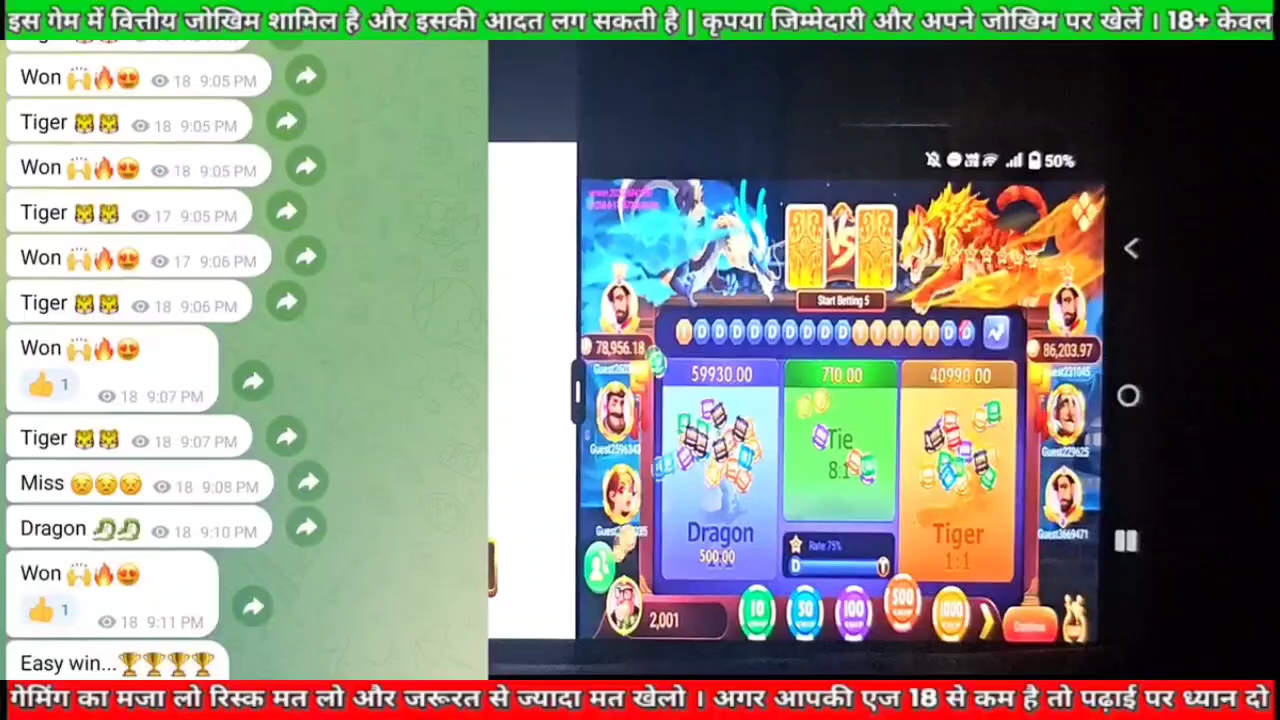 इस गेम में वित्तीय जोखिम शामिल है और इसकी आदत लग सकती है | कृपया जिम्मेदारी और अपने जोखिम पर खेलें । 18+ केवल
Won 🙌🔥😍 18 9:05 PM
Tiger 🐯🐯 18 9:05 PM
Won 🙌🔥😍 18 9:05 PM
Tiger 🐯🐯 17 9:05 PM
Won 🙌🔥😍 17 9:06 PM
Tiger 🐯🐯 18 9:06 PM
Won 🙌🔥😍
👍 1 18 9:07 PM
Tiger 🐯🐯 18 9:07 PM
Miss 😣😣😣 18 9:08 PM
Dragon 🐉🐉 18 9:10 PM
Won 🙌🔥😍
👍 1 18 9:11 PM
Easy win...🏆🏆🏆🏆
50%
VS
Start Betting 5
T D D D D D D D D D T T T T T D D
78,956.18
86,203.97
Guest231045
59930.00
710.00
40990.00
Guest229625
Tie
8:1
Dragon
500.00
Tiger
1:1
Guest3669471
Rate 75%
D T
2,001
10
50
100
500
1000
गेमिंग का मजा लो रिस्क मत लो और जरूरत से ज्यादा मत खेलो । अगर आपकी एज 18 से कम है तो पढ़ाई पर ध्यान दो